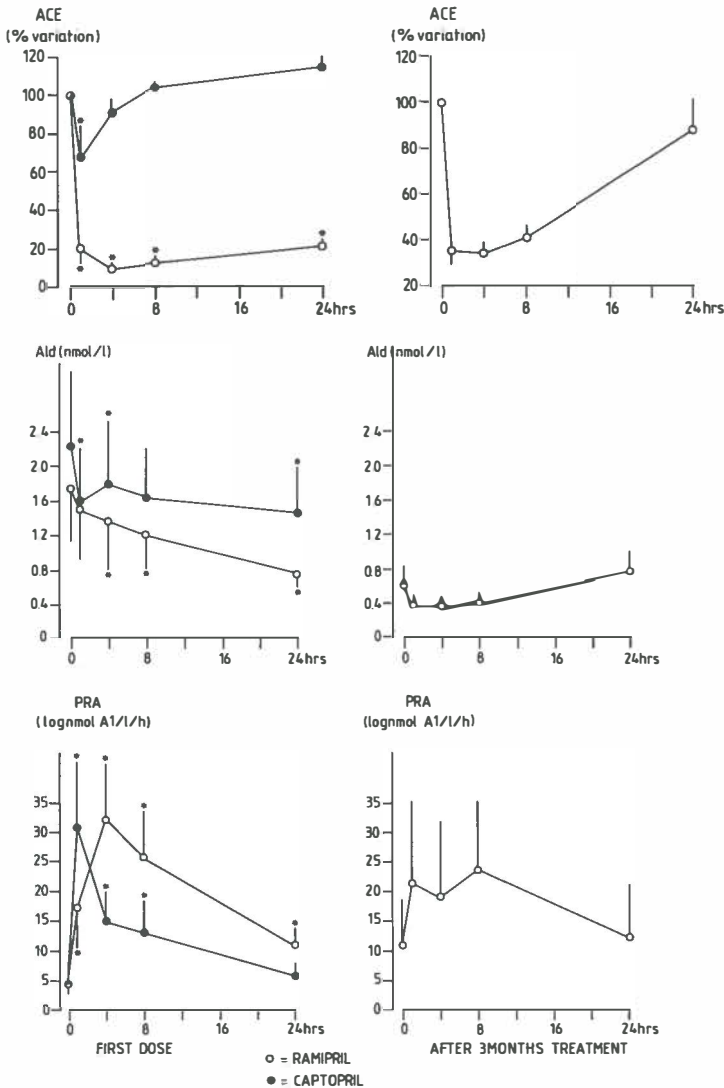 ACE
(% variation)
120
100
80
60
40
20
0
0 8 16 24hrs
ACE
(% variation)
120
100
80
60
40
20
0 8 16 24hrs
Ald (nmol/l)
2.4
2.0
1.6
1.2
0.8
0.4
0
0 8 16 24hrs
Ald (nmol/l)
2.4
2.0
1.6
1.2
0.8
0.4
0
0 8 16 24hrs
PRA
(lognmol A1/l/h)
35
30
25
20
15
10
5
0
0 8 16 24hrs
FIRST DOSE
PRA
(lognmol A1/l/h)
35
30
25
20
15
10
5
0
0 8 16 24hrs
AFTER 3MONTHS TREATMENT
o = RAMIPRIL
● = CAPTOPRIL